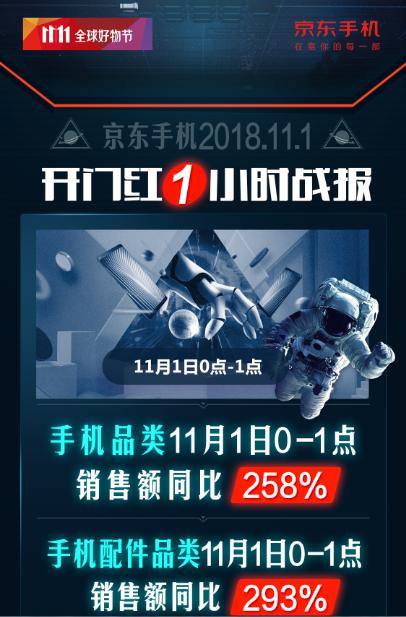 11.11 全球好物节
京东手机
在意你的每一部
京东手机2018.11.1
开门红1小时战报
11月1日0点-1点
手机品类11月1日0-1点
销售额同比 258%
手机配件品类11月1日0-1点
销售额同比 293%